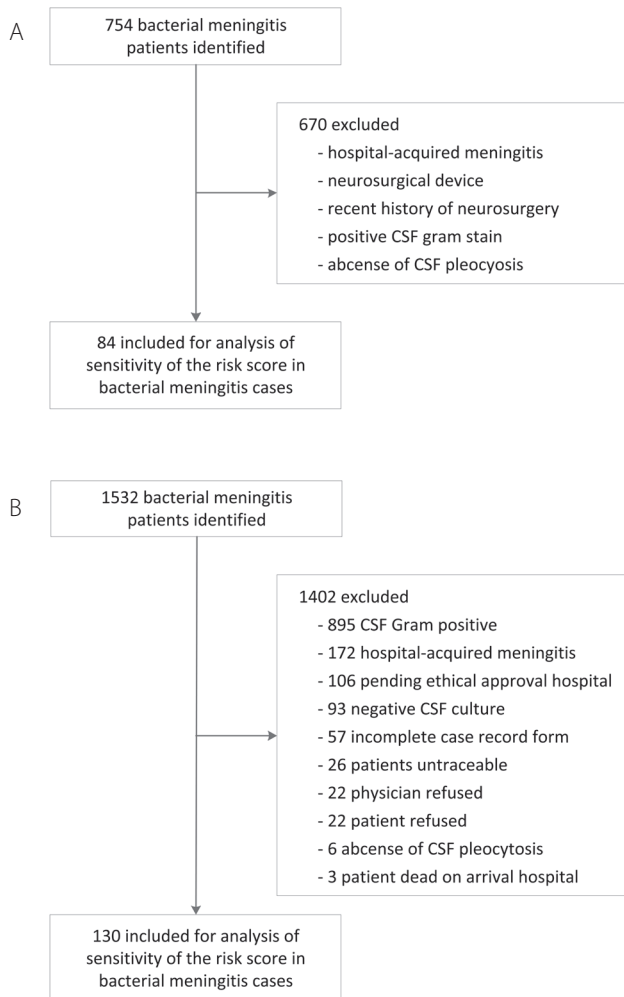 A
754 bacterial meningitis
patients identified
670 excluded
- hospital-acquired meningitis
- neurosurgical device
- recent history of neurosurgery
- positive CSF gram stain
- abcense of CSF pleocyosis
84 included for analysis of
sensitivity of the risk score in
bacterial meningitis cases
B
1532 bacterial meningitis
patients identified
1402 excluded
- 895 CSF Gram positive
- 172 hospital-acquired meningitis
- 106 pending ethical approval hospital
- 93 negative CSF culture
- 57 incomplete case record form
- 26 patients untraceable
- 22 physician refused
- 22 patient refused
- 6 abcense of CSF pleocytosis
- 3 patient dead on arrival hospital
130 included for analysis of
sensitivity of the risk score in
bacterial meningitis cases